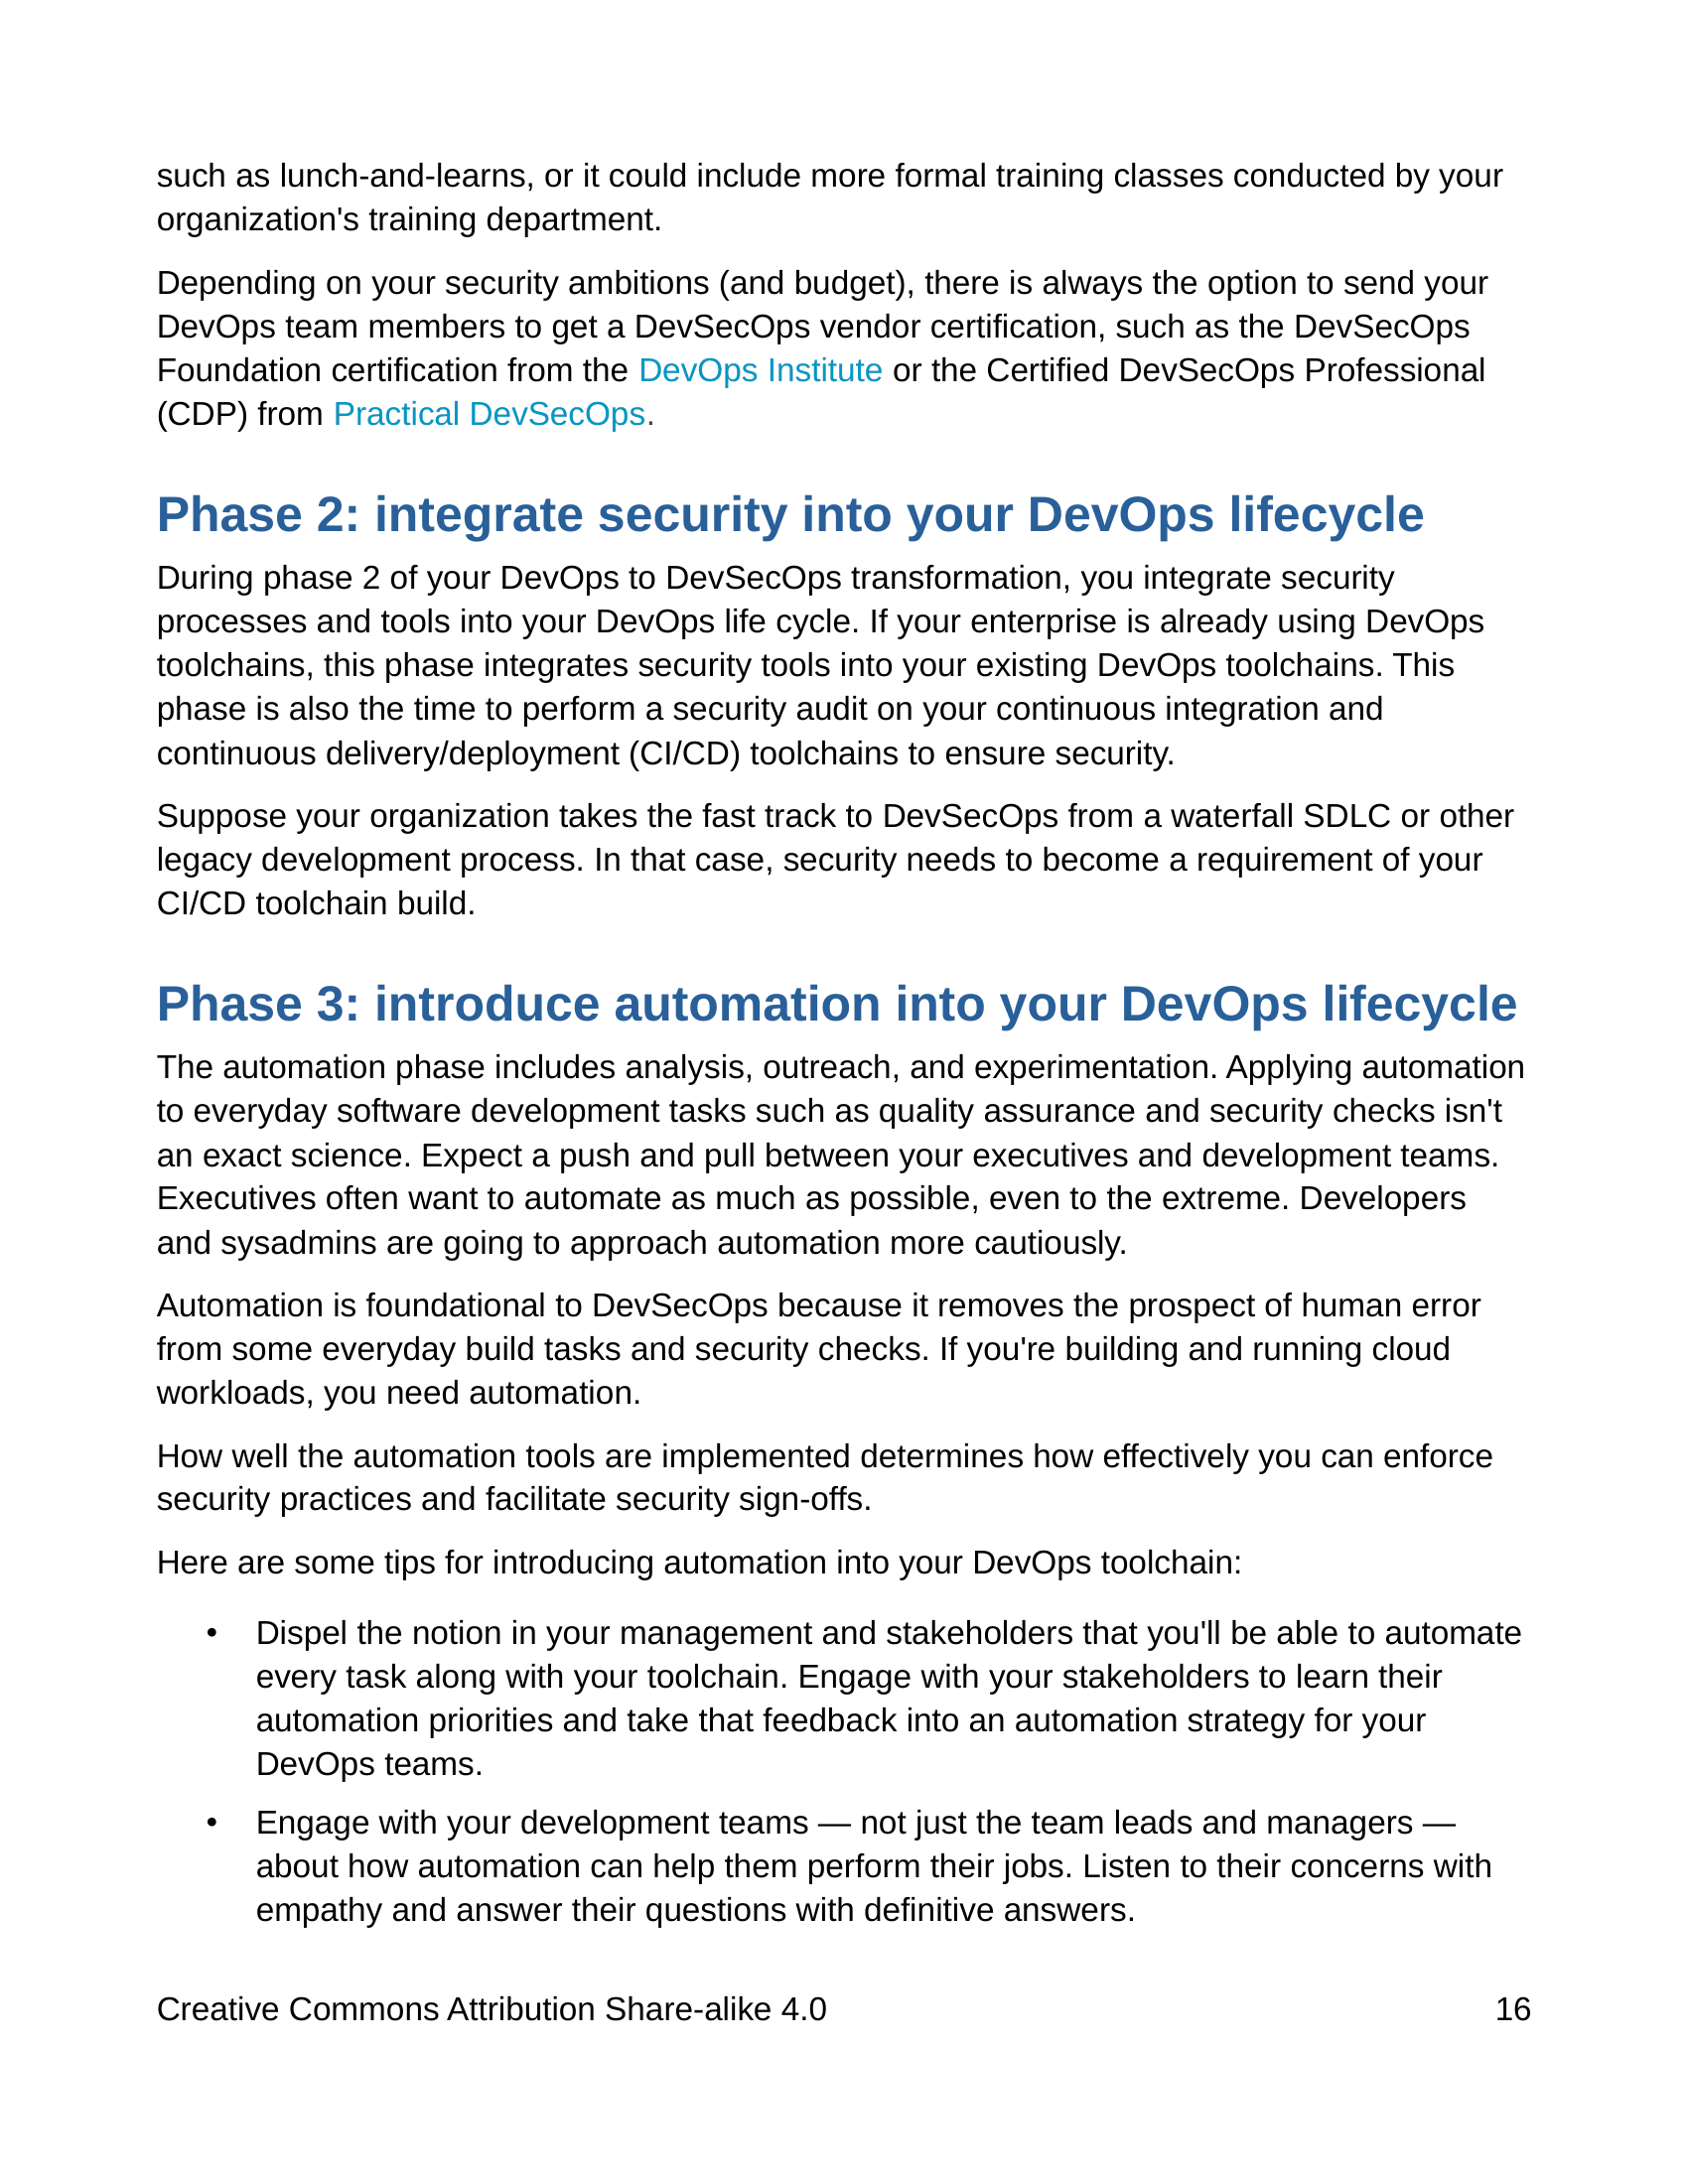 such as lunch-and-learns, or it could include more formal training classes conducted by your
organization's training department.
Depending on your security ambitions (and budget), there is always the option to send your
DevOps team members to get a DevSecOps vendor certification, such as the DevSecOps
Foundation certification from the DevOps Institute or the Certified DevSecOps Professional
(CDP) from Practical DevSecOps.
Phase 2: integrate security into your DevOps lifecycle
During phase 2 of your DevOps to DevSecOps transformation, you integrate security
processes and tools into your DevOps life cycle. If your enterprise is already using DevOps
toolchains, this phase integrates security tools into your existing DevOps toolchains. This
phase is also the time to perform a security audit on your continuous integration and
continuous delivery/deployment (CI/CD) toolchains to ensure security.
Suppose your organization takes the fast track to DevSecOps from a waterfall SDLC or other
legacy development process. In that case, security needs to become a requirement of your
CI/CD toolchain build.
Phase 3: introduce automation into your DevOps lifecycle
The automation phase includes analysis, outreach, and experimentation. Applying automation
to everyday software development tasks such as quality assurance and security checks isn't
an exact science. Expect a push and pull between your executives and development teams.
Executives often want to automate as much as possible, even to the extreme. Developers
and sysadmins are going to approach automation more cautiously.
Automation is foundational to DevSecOps because it removes the prospect of human error
from some everyday build tasks and security checks. If you're building and running cloud
workloads, you need automation.
How well the automation tools are implemented determines how effectively you can enforce
security practices and facilitate security sign-offs.
Here are some tips for introducing automation into your DevOps toolchain:
• Dispel the notion in your management and stakeholders that you'll be able to automate
every task along with your toolchain. Engage with your stakeholders to learn their
automation priorities and take that feedback into an automation strategy for your
DevOps teams.
• Engage with your development teams — not just the team leads and managers —
about how automation can help them perform their jobs. Listen to their concerns with
empathy and answer their questions with definitive answers.
Creative Commons Attribution Share-alike 4.0 16